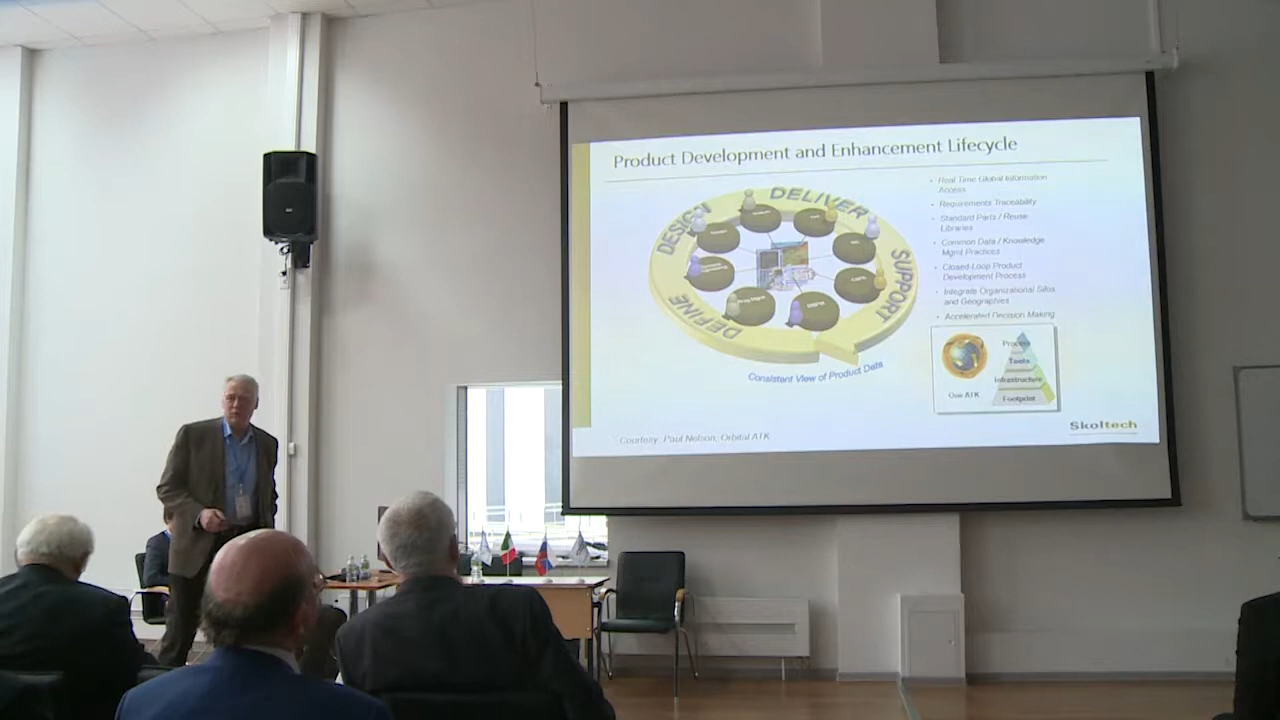 Product Development and Enhancement Lifecycle
DESIGN
DELIVER
SUPPORT
DEFINE
Prog Mgmt
Consistent View of Product Data
• Real Time Global Information
Access
• Requirements Traceability
• Standard Parts / Reuse
Libraries
• Common Data / Knowledge
Mgmt Practices
• Closed-Loop Product
Development Process
• Integrate Organizational Silos
and Geographies
• Accelerated Decision Making
Process
Tools
Infrastructure
Footprint
One ATK
Courtesy: Paul Nelson, Orbital ATK
Skoltech